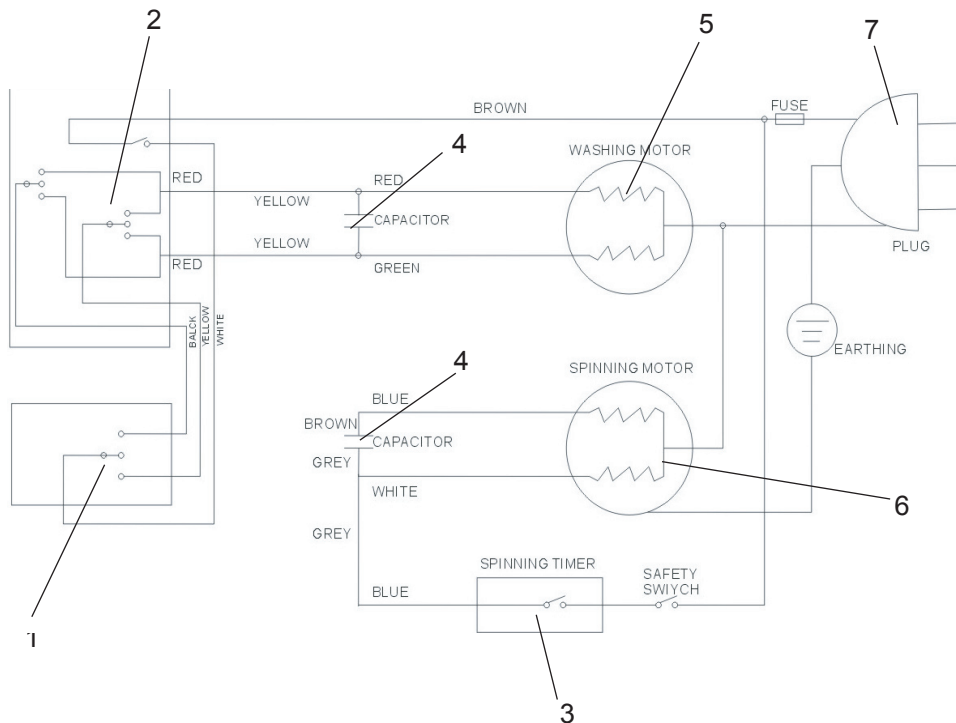 2
5
7
BROWN
FUSE
4
WASHING MOTOR
RED
RED
YELLOW
CAPACITOR
YELLOW
PLUG
RED
GREEN
BALCK
YELLOW
WHITE
EARTHING
4
SPINNING MOTOR
BLUE
BROWN
CAPACITOR
GREY
WHITE
6
GREY
SPINNING TIMER
SAFETY
SWIYCH
BLUE
1
3